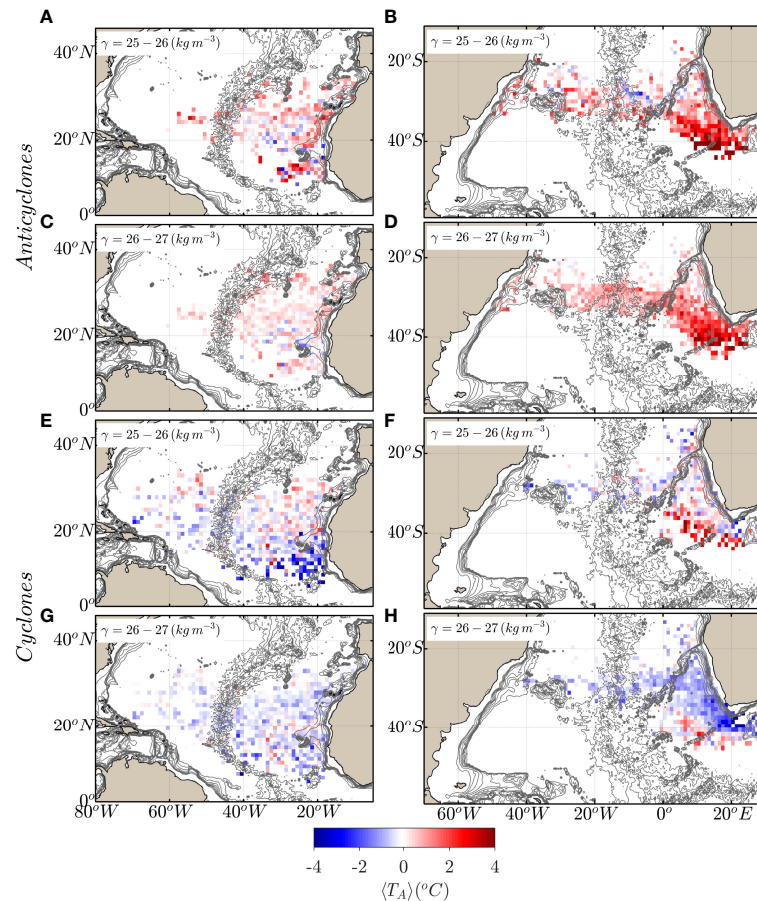 A
γ = 25 − 26 (kg m⁻³)
40°N
20°N
0°
B
γ = 25 − 26 (kg m⁻³)
20°S
40°S
Anticyclones
C
γ = 26 − 27 (kg m⁻³)
40°N
20°N
0°
D
γ = 26 − 27 (kg m⁻³)
20°S
40°S
E
γ = 25 − 26 (kg m⁻³)
40°N
20°N
0°
F
γ = 25 − 26 (kg m⁻³)
20°S
40°S
Cyclones
G
γ = 26 − 27 (kg m⁻³)
40°N
20°N
0°
80°W 60°W 40°W 20°W
H
γ = 26 − 27 (kg m⁻³)
20°S
40°S
60°W 40°W 20°W 0° 20°E
-4 -2 0 2 4
⟨T_A⟩(°C)